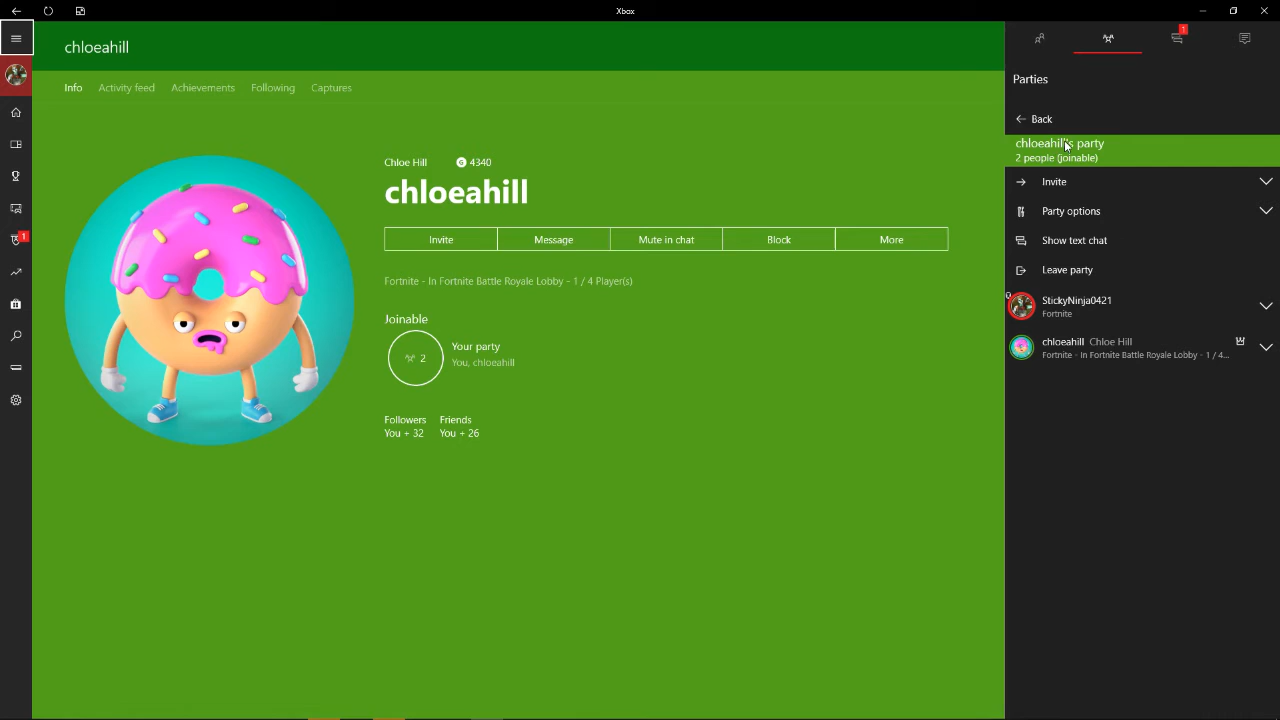 Xbox
chloeahill
Info Activity feed Achievements Following Captures
Chloe Hill G 4340
chloeahill
Invite Message Mute in chat Block More
Fortnite - In Fortnite Battle Royale Lobby - 1 / 4 Player(s)
Joinable
2
Your party
You, chloeahill
Followers Friends
You + 32 You + 26
1
1
Parties
Back
chloeahill's party
2 people (joinable)
Invite
Party options
Show text chat
Leave party
StickyNinja0421
Fortnite
chloeahill Chloe Hill
Fortnite - In Fortnite Battle Royale Lobby - 1 / 4...